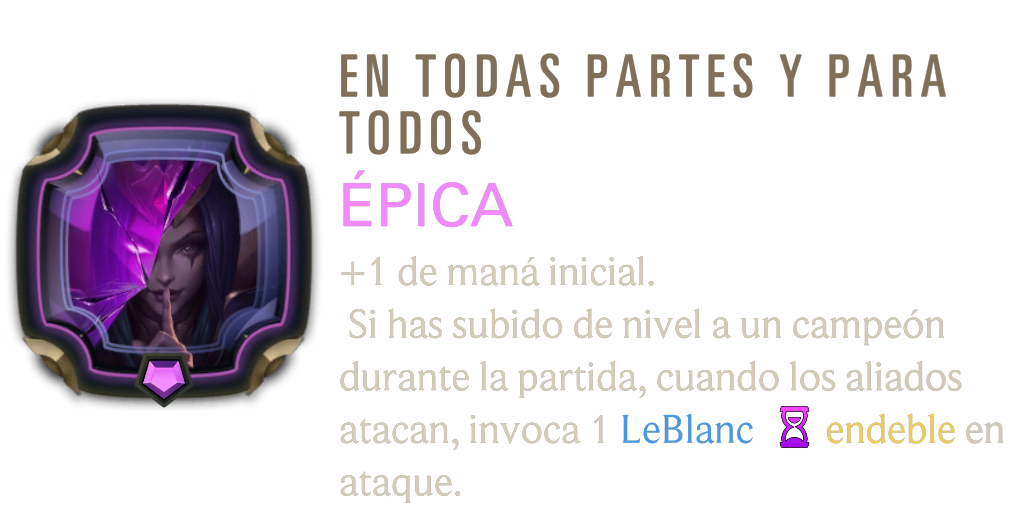 EN TODAS PARTES Y PARA
TODOS
ÉPICA
+1 de maná inicial.
Si has subido de nivel a un campeón
durante la partida, cuando los aliados
atacan, invoca 1 LeBlanc endeble en
ataque.